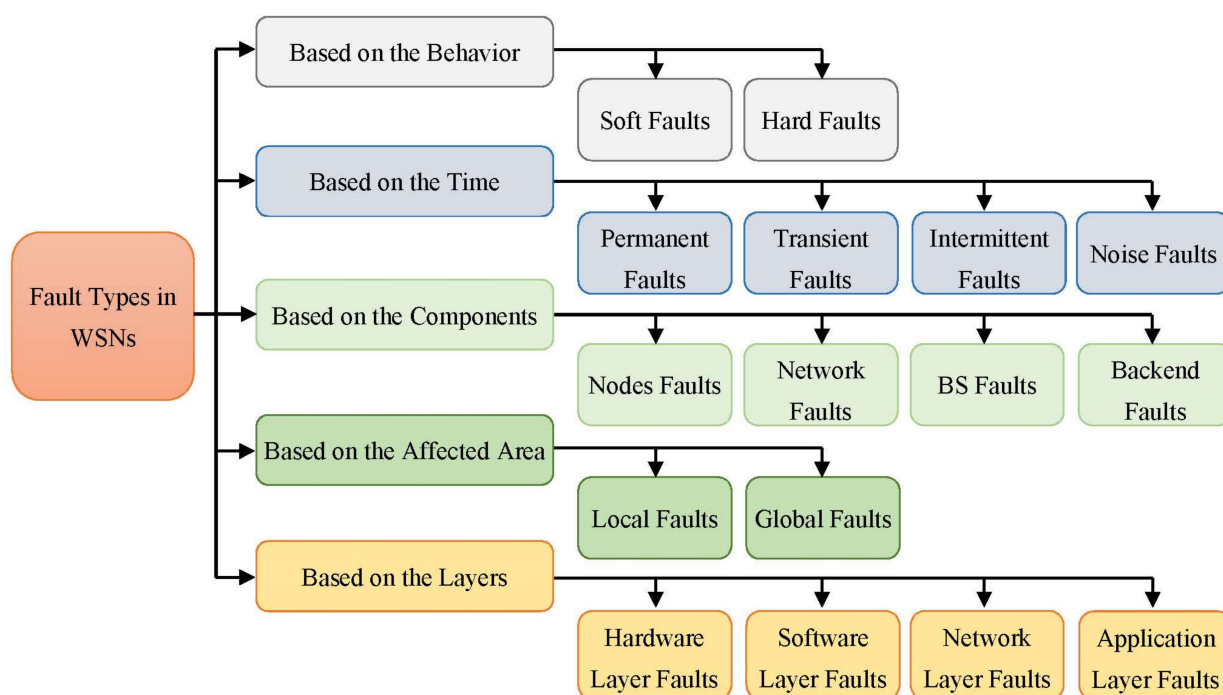 Based on the Behavior
Soft Faults
Hard Faults
Based on the Time
Permanent
Faults
Transient
Faults
Intermittent
Faults
Noise Faults
Fault Types in
WSNs
Based on the Components
Nodes Faults
Network
Faults
BS Faults
Backend
Faults
Based on the Affected Area
Local Faults
Global Faults
Based on the Layers
Hardware
Layer Faults
Software
Layer Faults
Network
Layer Faults
Application
Layer Faults